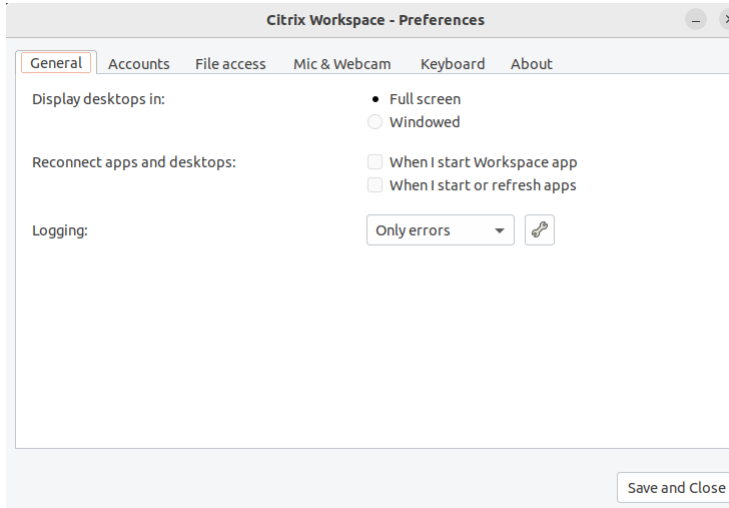 Citrix Workspace - Preferences
General Accounts File access Mic & Webcam Keyboard About
Display desktops in: Full screen
Windowed
Reconnect apps and desktops: When I start Workspace app
When I start or refresh apps
Logging: Only errors
Save and Close